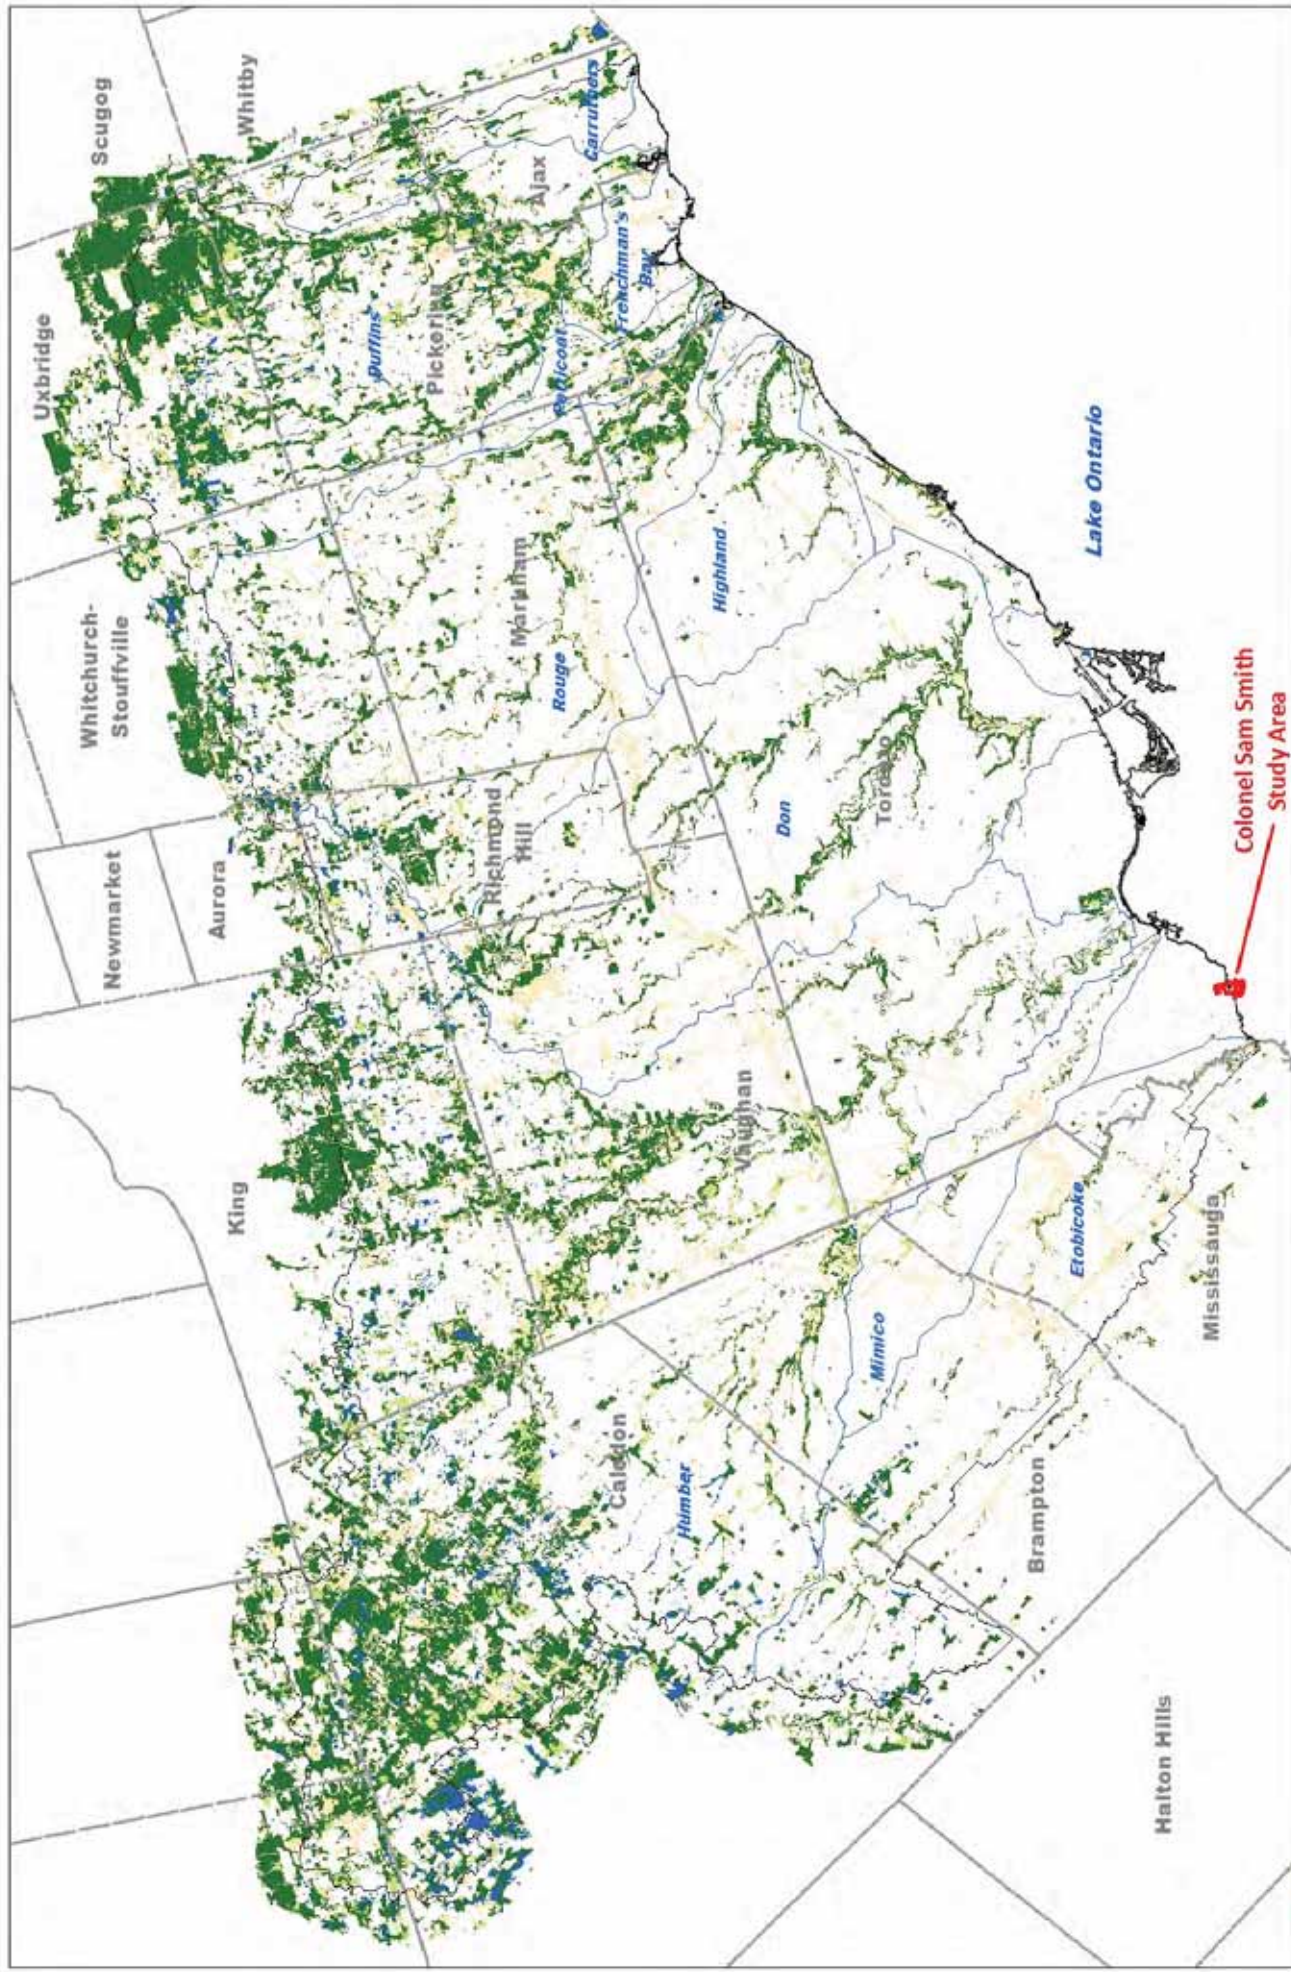 Scugog
Whitby
Uxbridge
Carruthers
Ajax
Frenchman's
Bay
Duffins
Pickering
Petticoat
Whitchurch-
Stouffville
Markham
Rouge
Highland
Lake Ontario
Newmarket
Aurora
Richmond
Hill
Don
Toronto
Colonel Sam Smith
Study Area
King
Vaughan
Etobicoke
Mississauga
Mimico
Caledon
Humber
Brampton
Halton Hills